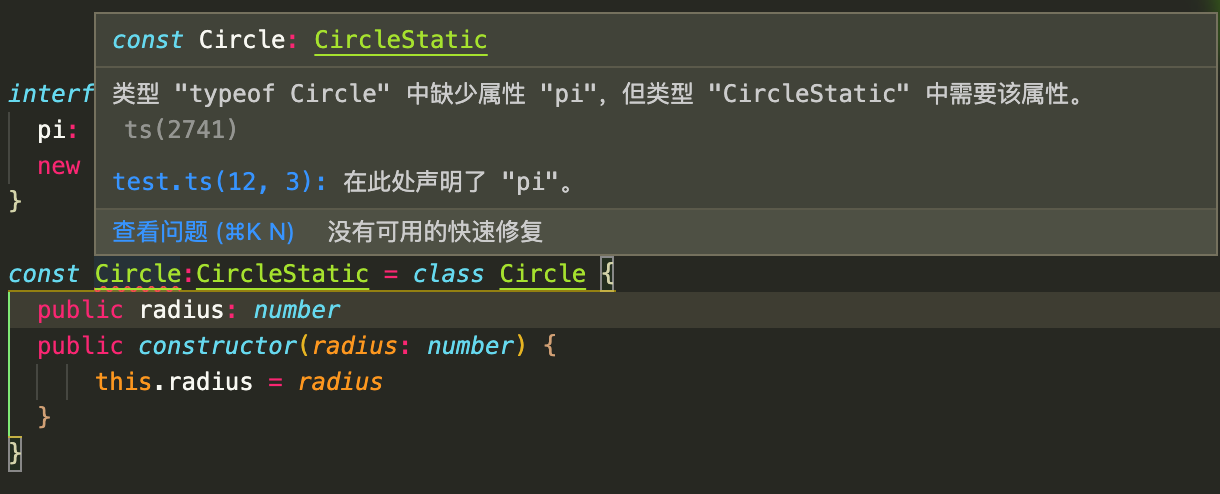 const Circle: CircleStatic
类型 "typeof Circle" 中缺少属性 "pi"，但类型 "CircleStatic" 中需要该属性。
ts(2741)
test.ts(12, 3): 在此处声明了 "pi"。
查看问题 (⌘K N) 没有可用的快速修复
interf
pi:
new
}
const Circle:CircleStatic = class Circle {
public radius: number
public constructor(radius: number) {
this.radius = radius
}
}